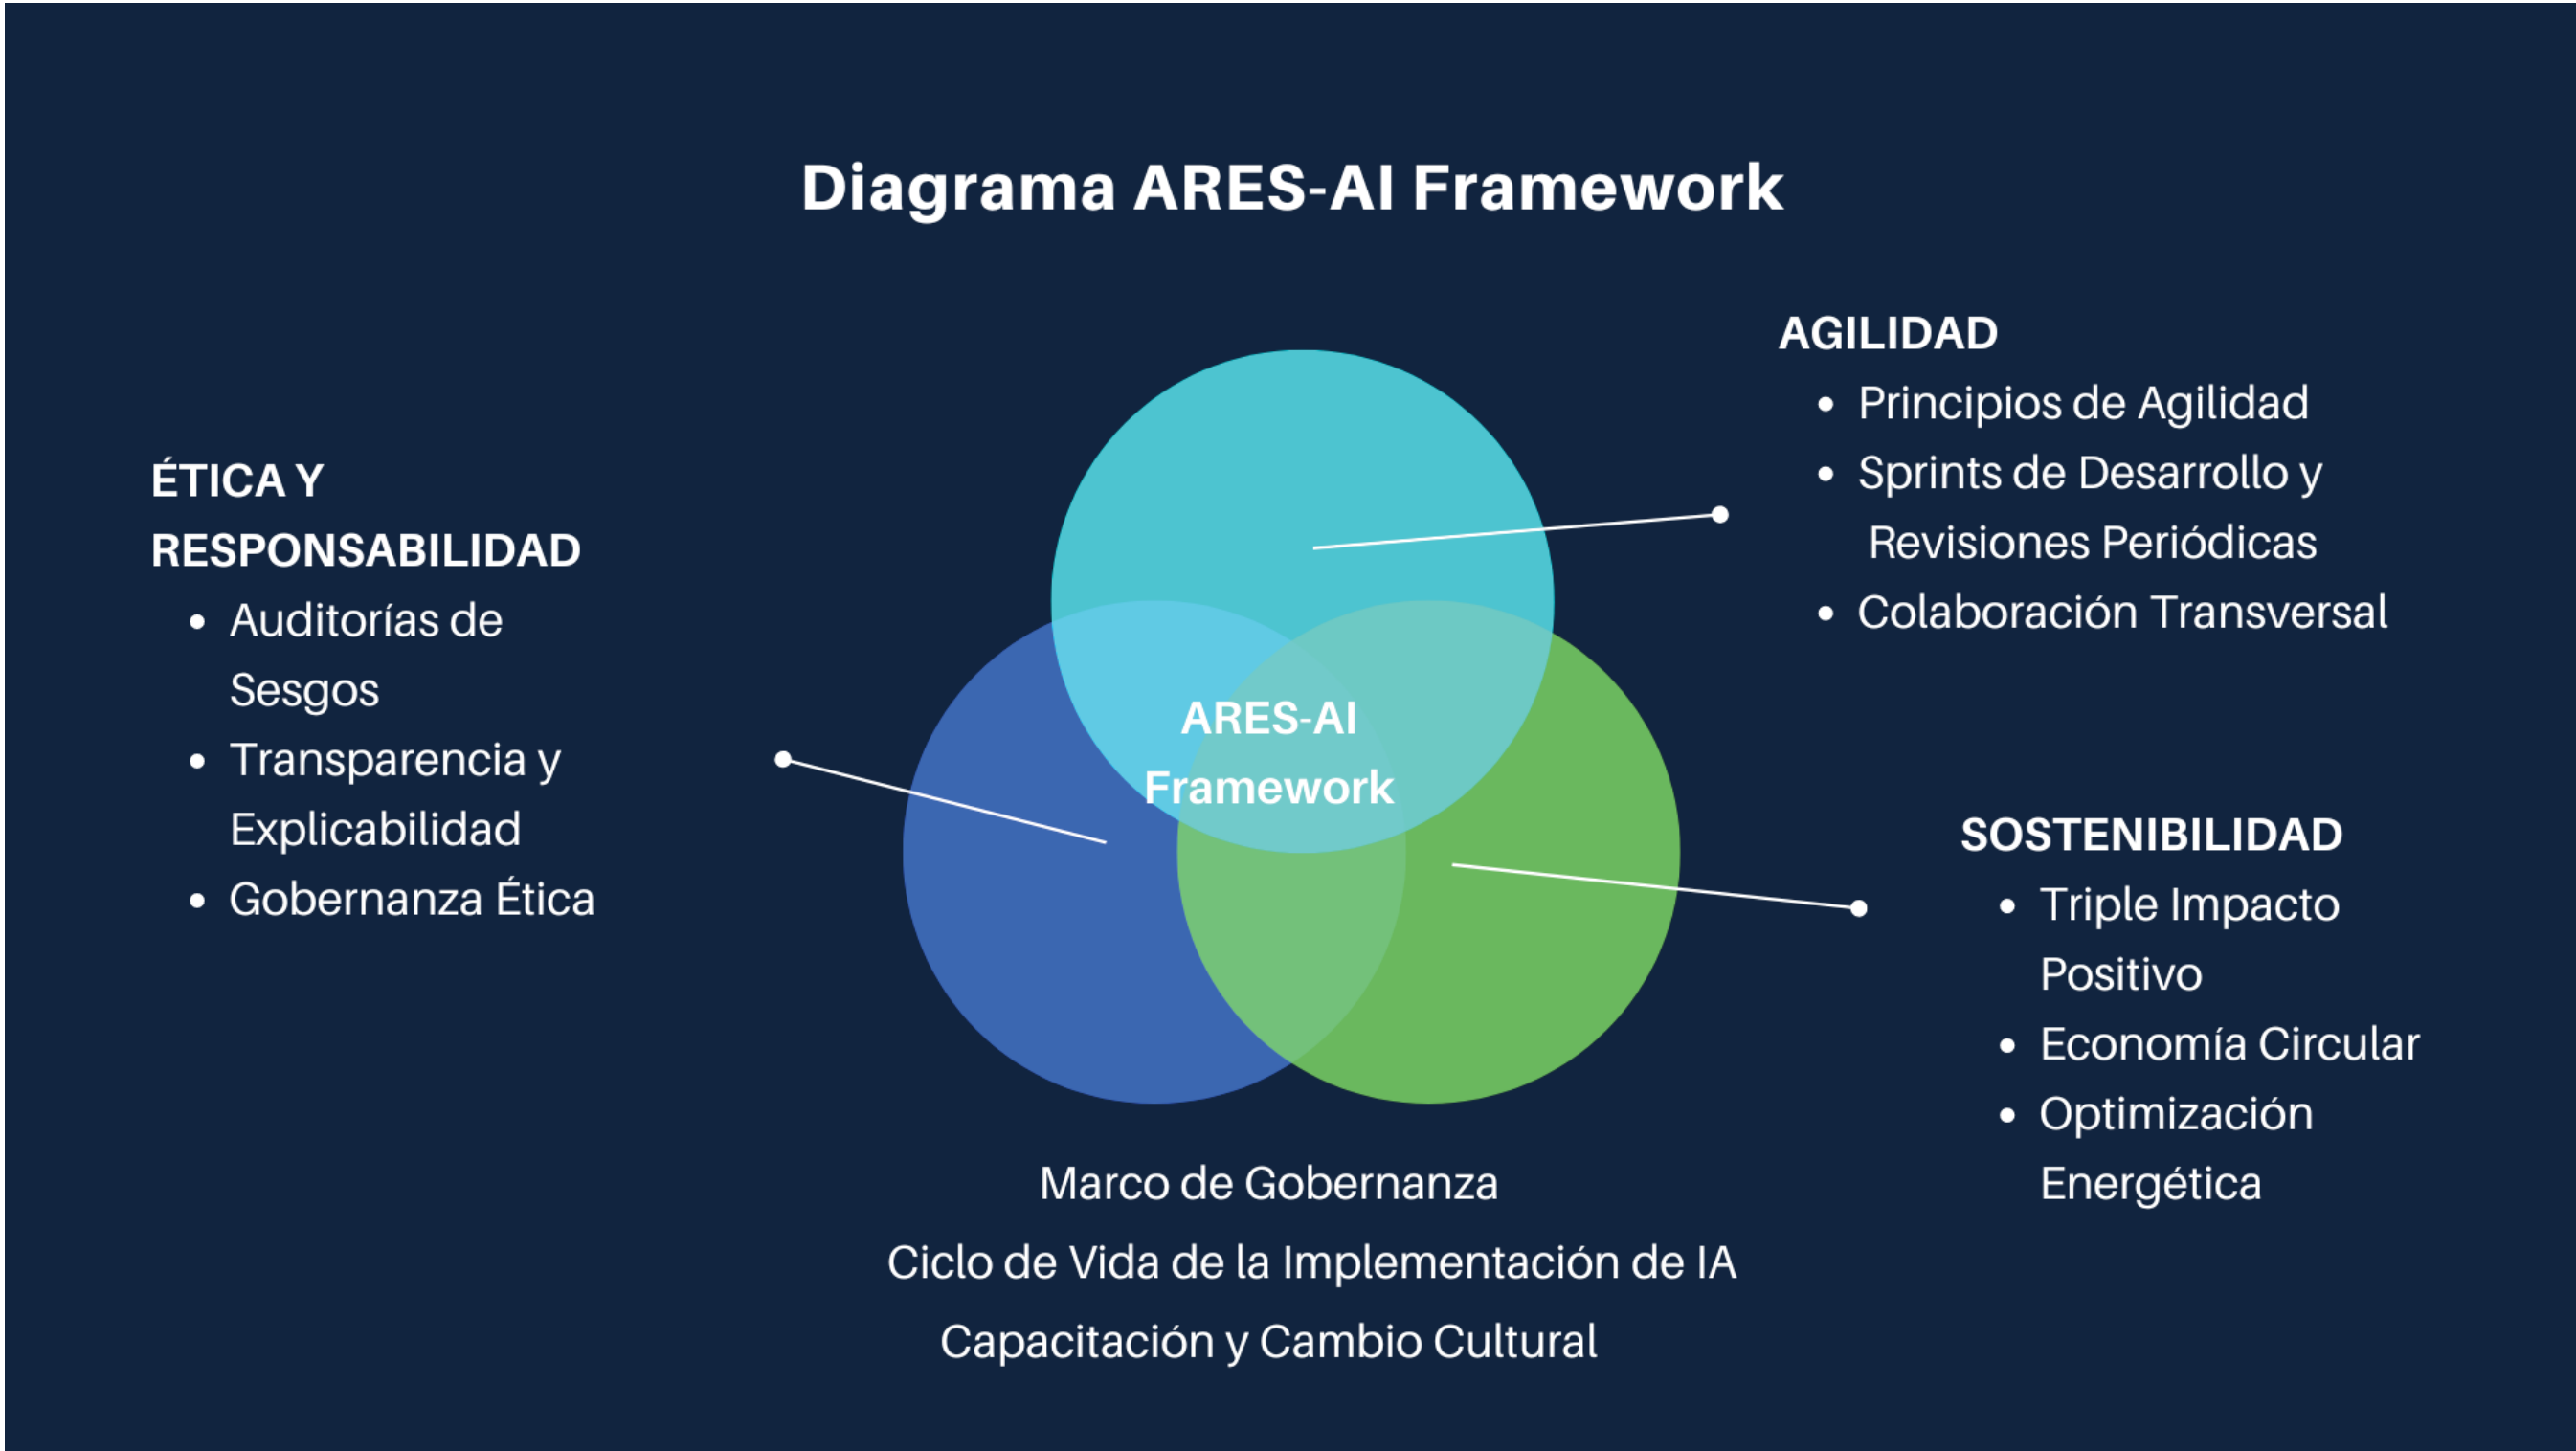 Diagrama ARES-AI Framework
AGILIDAD
• Principios de Agilidad
• Sprints de Desarrollo y
Revisiones Periódicas
• Colaboración Transversal
ÉTICA Y
RESPONSABILIDAD
• Auditorías de
Sesgos
• Transparencia y
Explicabilidad
• Gobernanza Ética
ARES-AI
Framework
SOSTENIBILIDAD
• Triple Impacto
Positivo
• Economía Circular
• Optimización
Energética
Marco de Gobernanza
Ciclo de Vida de la Implementación de IA
Capacitación y Cambio Cultural